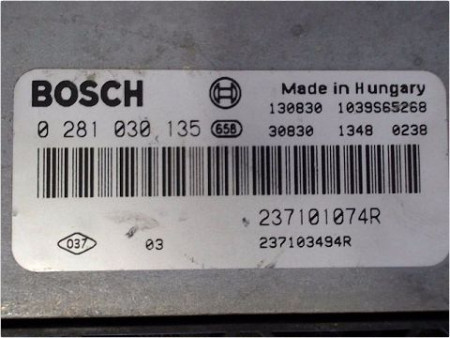 BOSCH
Made in Hungary
130830 1039S65268
0 281 030 135 658 30830 1348 0238
237101074R
037 03 237103494R